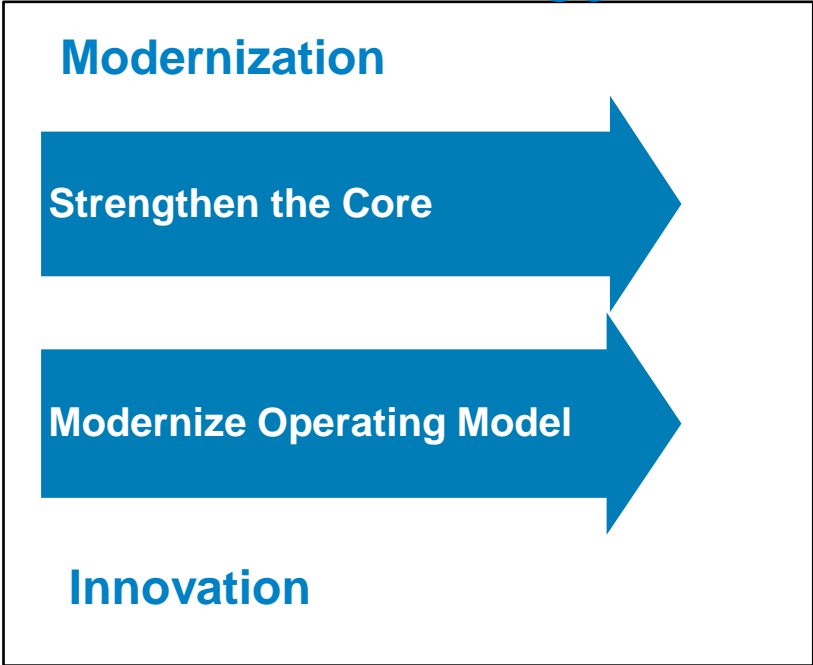 Modernization
Strengthen the Core
Modernize Operating Model
Innovation